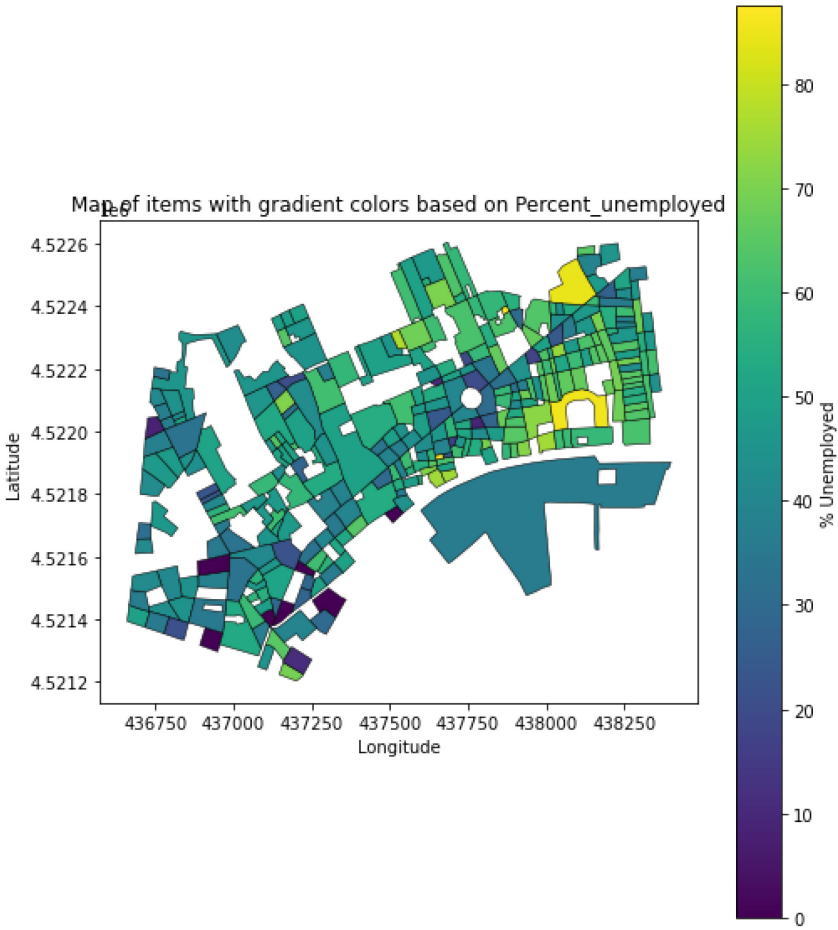 Map of items with gradient colors based on Percent_unemployed
1e6
4.5226
4.5224
4.5222
4.5220
4.5218
4.5216
4.5214
4.5212
Latitude
436750 437000 437250 437500 437750 438000 438250
Longitude
80
70
60
50
40
30
20
10
0
% Unemployed